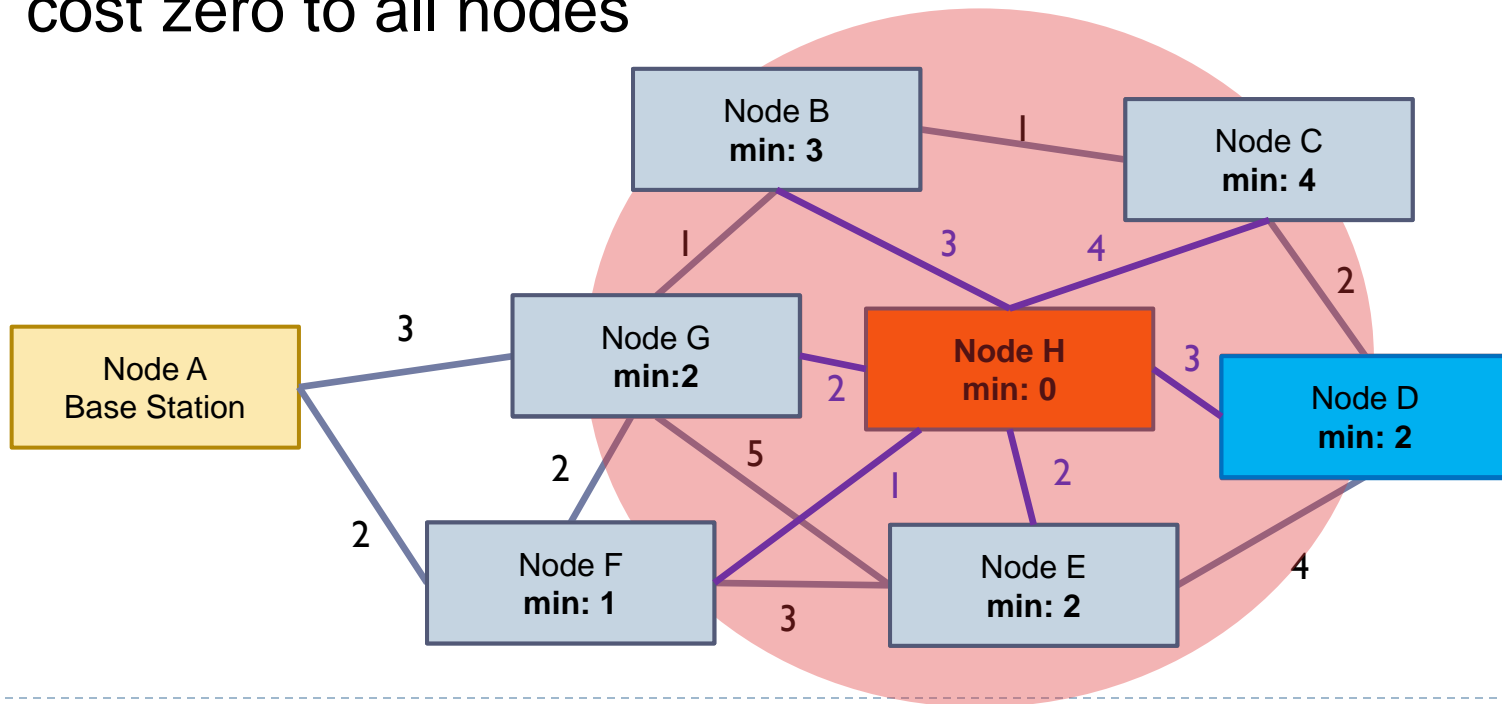 cost zero to all nodes
Node B
min: 3
1
Node C
min: 4
1
3
4
2
3
Node A
Base Station
Node G
min:2
2
Node H
min: 0
3
Node D
min: 2
2
5
1
2
2
Node F
min: 1
3
Node E
min: 2
4